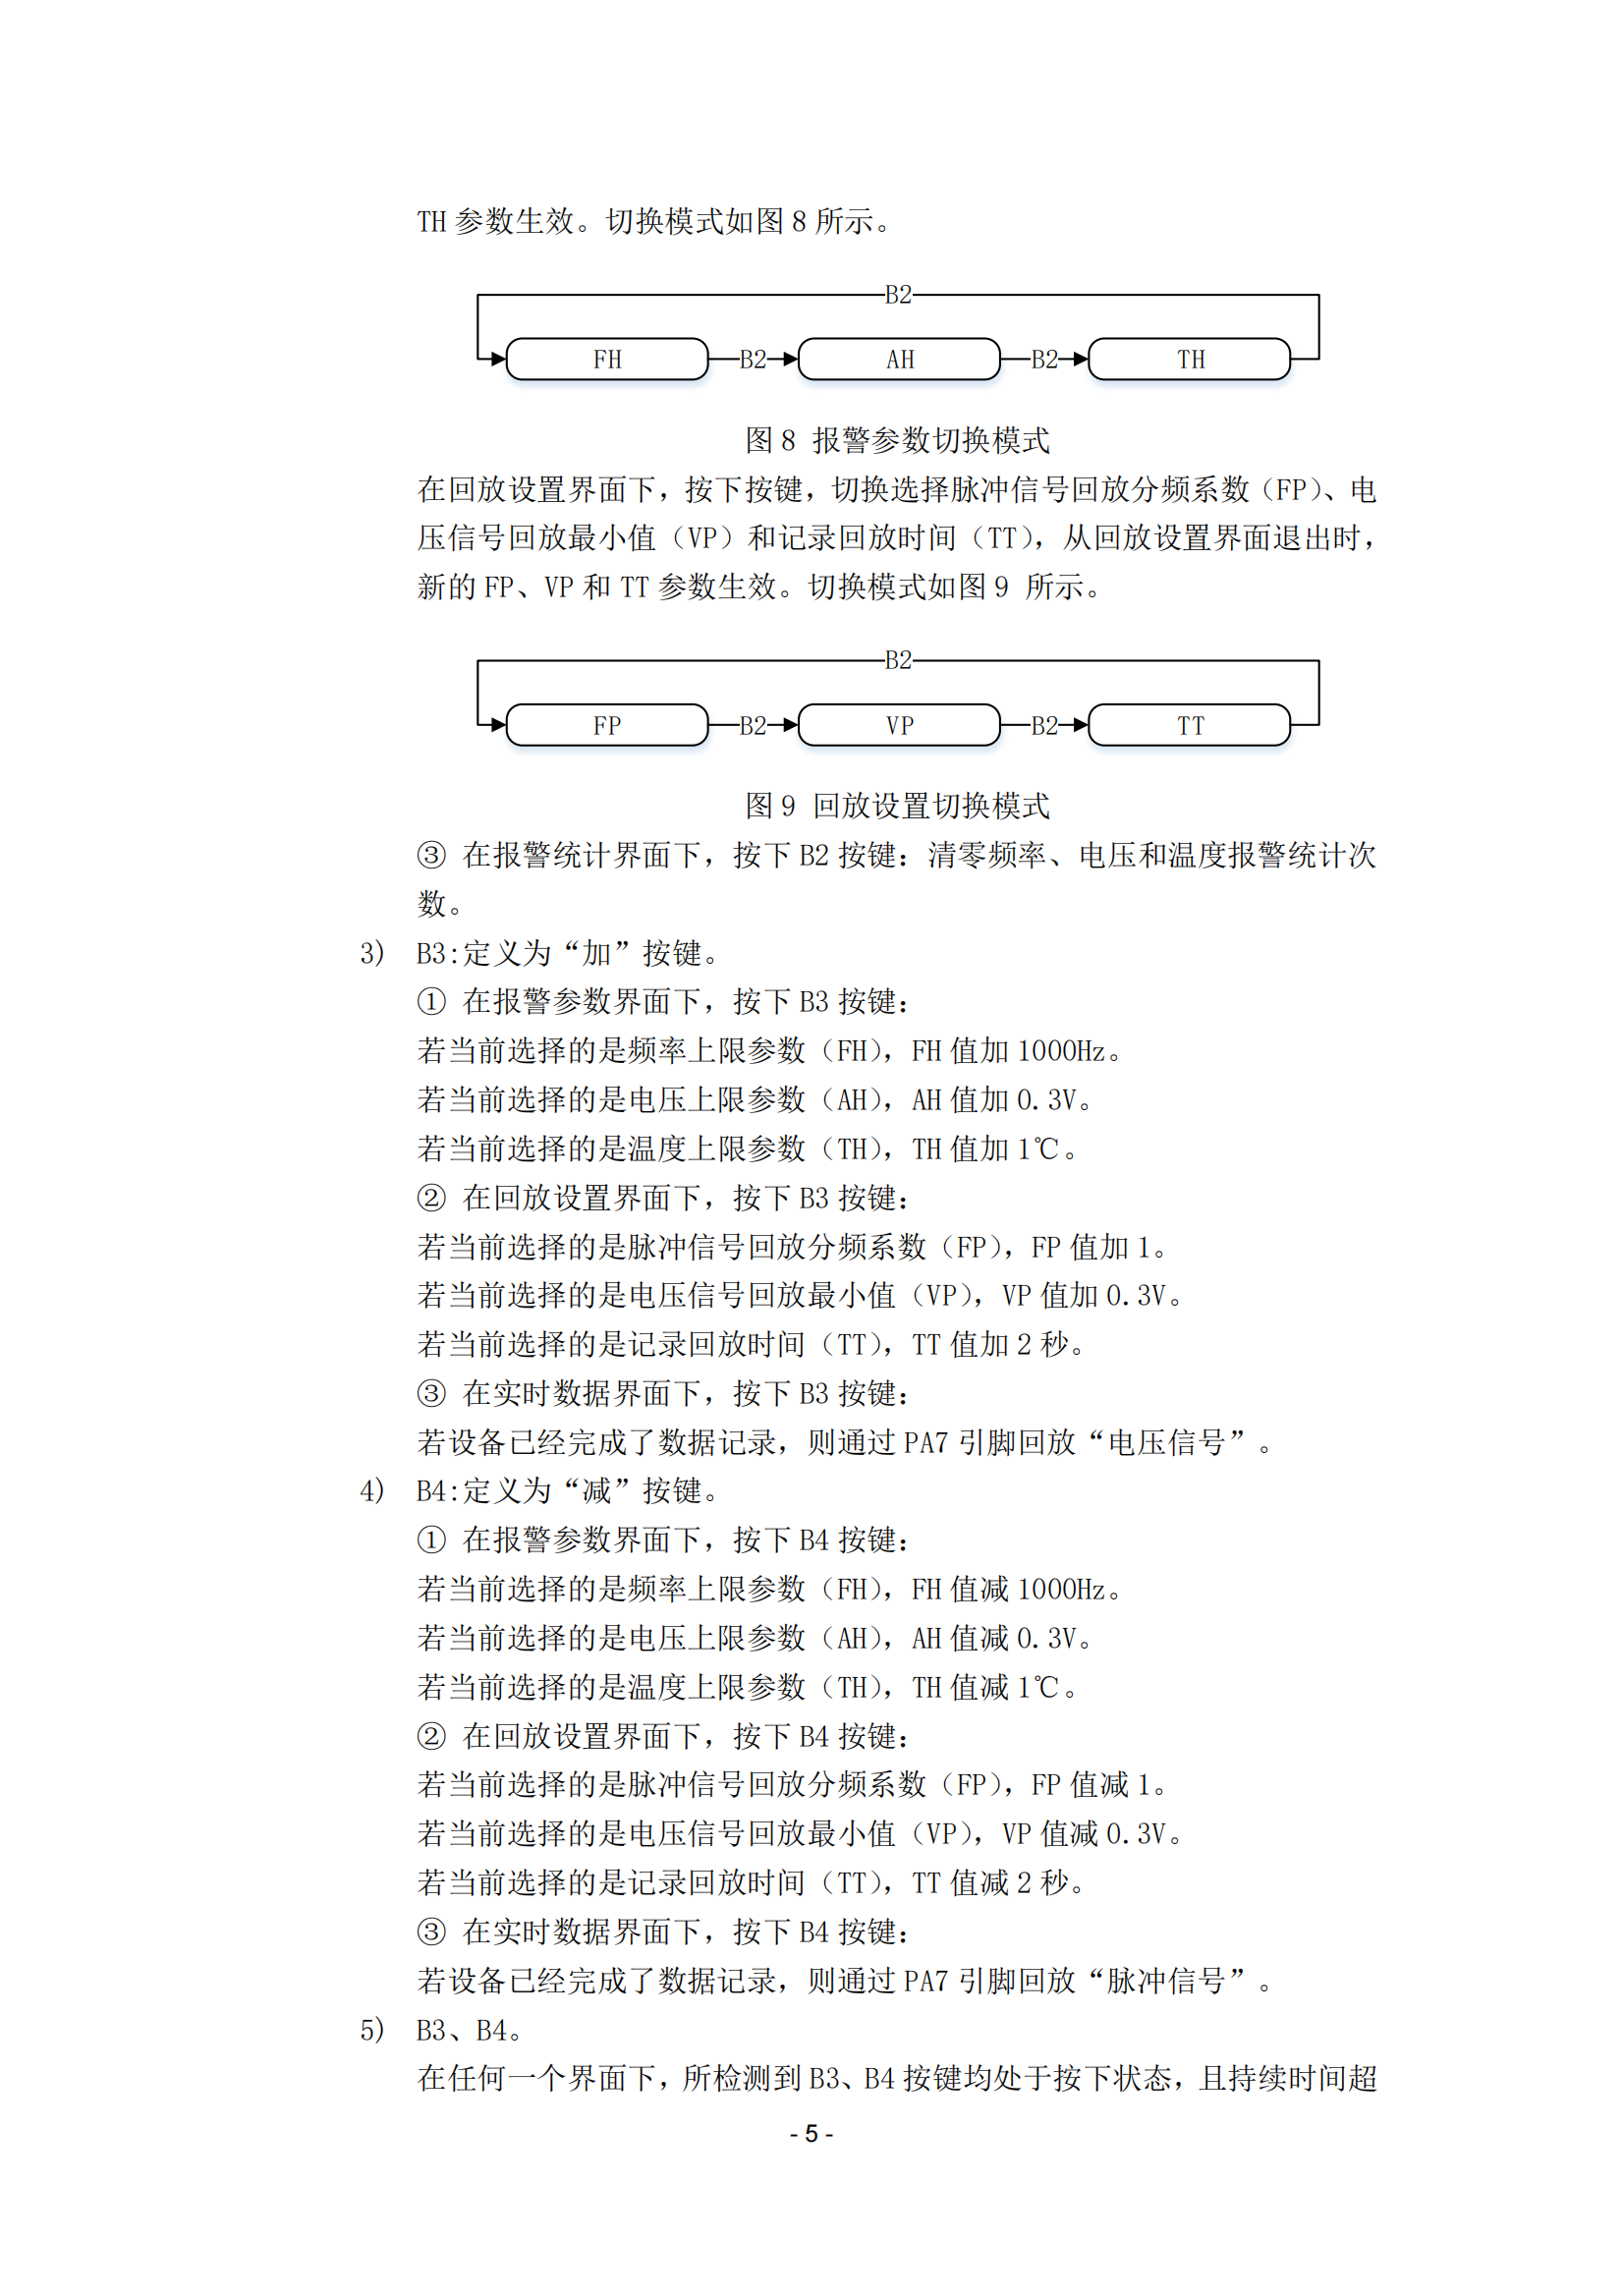 TH 参数生效。切换模式如图 8 所示。
B2
FH B2 AH B2 TH
图 8 报警参数切换模式
在回放设置界面下，按下按键，切换选择脉冲信号回放分频系数（FP）、电
压信号回放最小值（VP）和记录回放时间（TT），从回放设置界面退出时，
新的 FP、VP 和 TT 参数生效。切换模式如图 9 所示。
B2
FP B2 VP B2 TT
图 9 回放设置切换模式
③ 在报警统计界面下，按下 B2 按键：清零频率、电压和温度报警统计次
数。
3) B3:定义为“加”按键。
① 在报警参数界面下，按下 B3 按键：
若当前选择的是频率上限参数（FH），FH 值加 1000Hz。
若当前选择的是电压上限参数（AH），AH 值加 0.3V。
若当前选择的是温度上限参数（TH），TH 值加 1℃。
② 在回放设置界面下，按下 B3 按键：
若当前选择的是脉冲信号回放分频系数（FP），FP 值加 1。
若当前选择的是电压信号回放最小值（VP），VP 值加 0.3V。
若当前选择的是记录回放时间（TT），TT 值加 2 秒。
③ 在实时数据界面下，按下 B3 按键：
若设备已经完成了数据记录，则通过 PA7 引脚回放“电压信号”。
4) B4:定义为“减”按键。
① 在报警参数界面下，按下 B4 按键：
若当前选择的是频率上限参数（FH），FH 值减 1000Hz。
若当前选择的是电压上限参数（AH），AH 值减 0.3V。
若当前选择的是温度上限参数（TH），TH 值减 1℃。
② 在回放设置界面下，按下 B4 按键：
若当前选择的是脉冲信号回放分频系数（FP），FP 值减 1。
若当前选择的是电压信号回放最小值（VP），VP 值减 0.3V。
若当前选择的是记录回放时间（TT），TT 值减 2 秒。
③ 在实时数据界面下，按下 B4 按键：
若设备已经完成了数据记录，则通过 PA7 引脚回放“脉冲信号”。
5) B3、B4。
在任何一个界面下，所检测到 B3、B4 按键均处于按下状态，且持续时间超
- 5 -